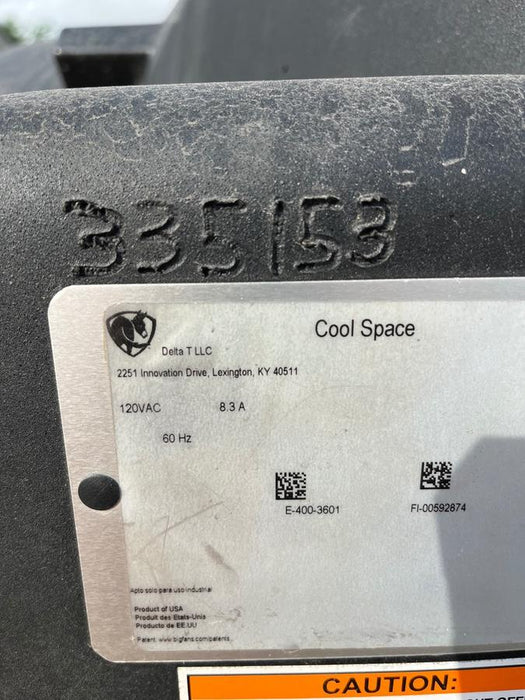 335153
Cool Space
Delta T LLC
2251 Innovation Drive, Lexington, KY 40511
120VAC 8.3 A
60 Hz
E-400-3601 FI-00592874
Apto solo para uso industrial
Product of USA
Produit des Etats-Unis
Producto de EE.UU
Patent: www.bigfans.com/patents
CAUTION: